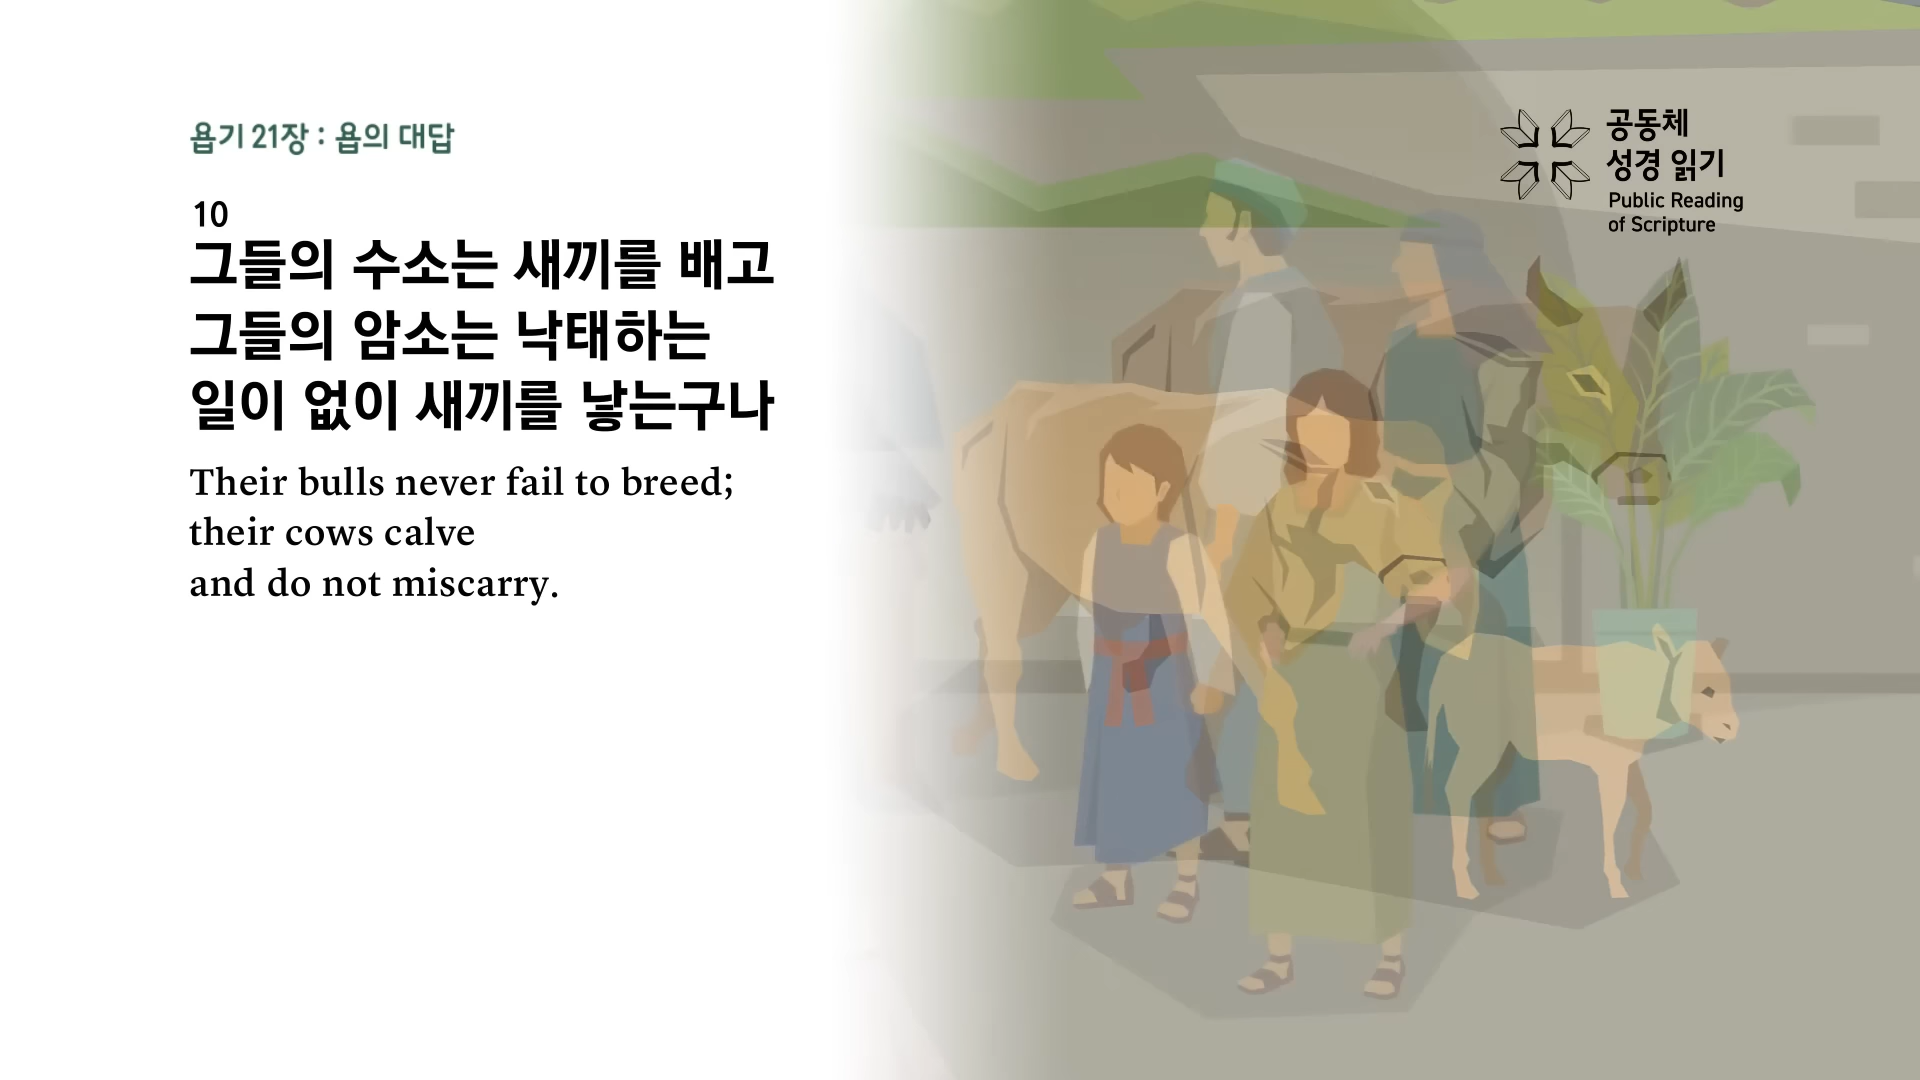 욥기 21장 : 욥의 대답
10
그들의 수소는 새끼를 배고
그들의 암소는 낙태하는
일이 없이 새끼를 낳는구나
Their bulls never fail to breed;
their cows calve
and do not miscarry.
공동체
성경 읽기
Public Reading
of Scripture